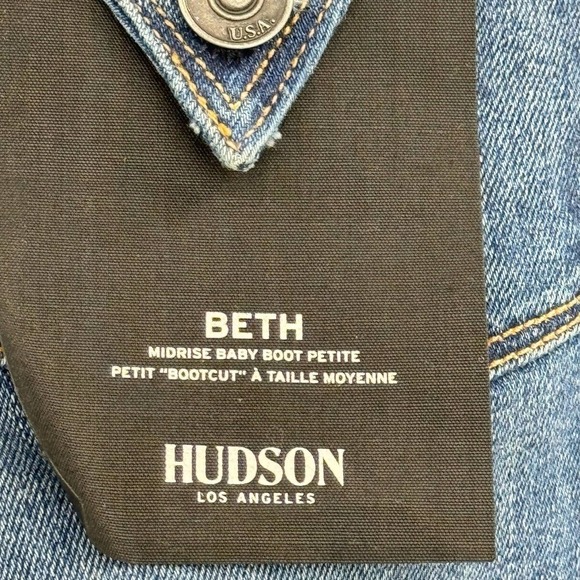 U.S.A.
BETH
MIDRISE BABY BOOT PETITE
PETIT "BOOTCUT" À TAILLE MOYENNE
HUDSON
LOS ANGELES